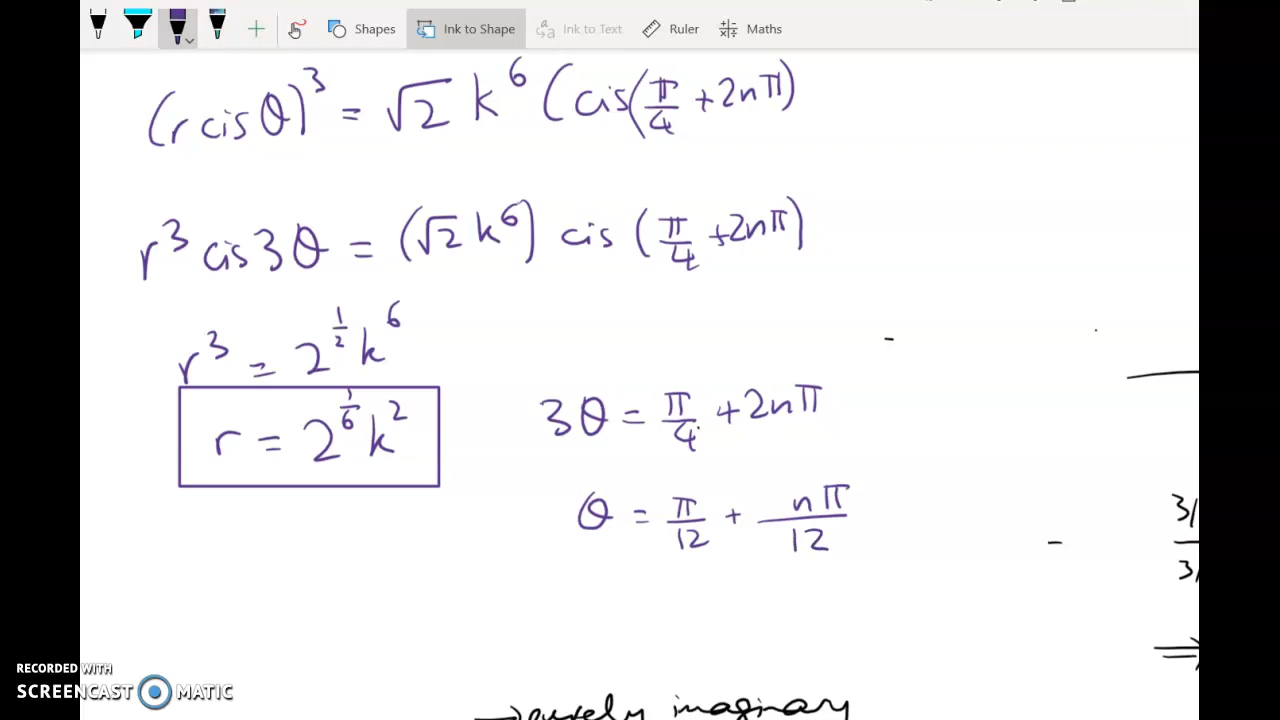 Shapes Ink to Shape Ink to Text Ruler Maths
(r cis θ)³ = √2 k⁶ (cis(π/4 + 2nπ)
r³ cis 3θ = (√2 k⁶) cis (π/4 + 2nπ)
r³ = 2^(1/2) k⁶
r = 2^(1/6) k²
3θ = π/4 + 2nπ
θ = π/12 + nπ/12
3/
3/
⇒
→ purely imaginary
RECORDED WITH
SCREENCAST MATIC